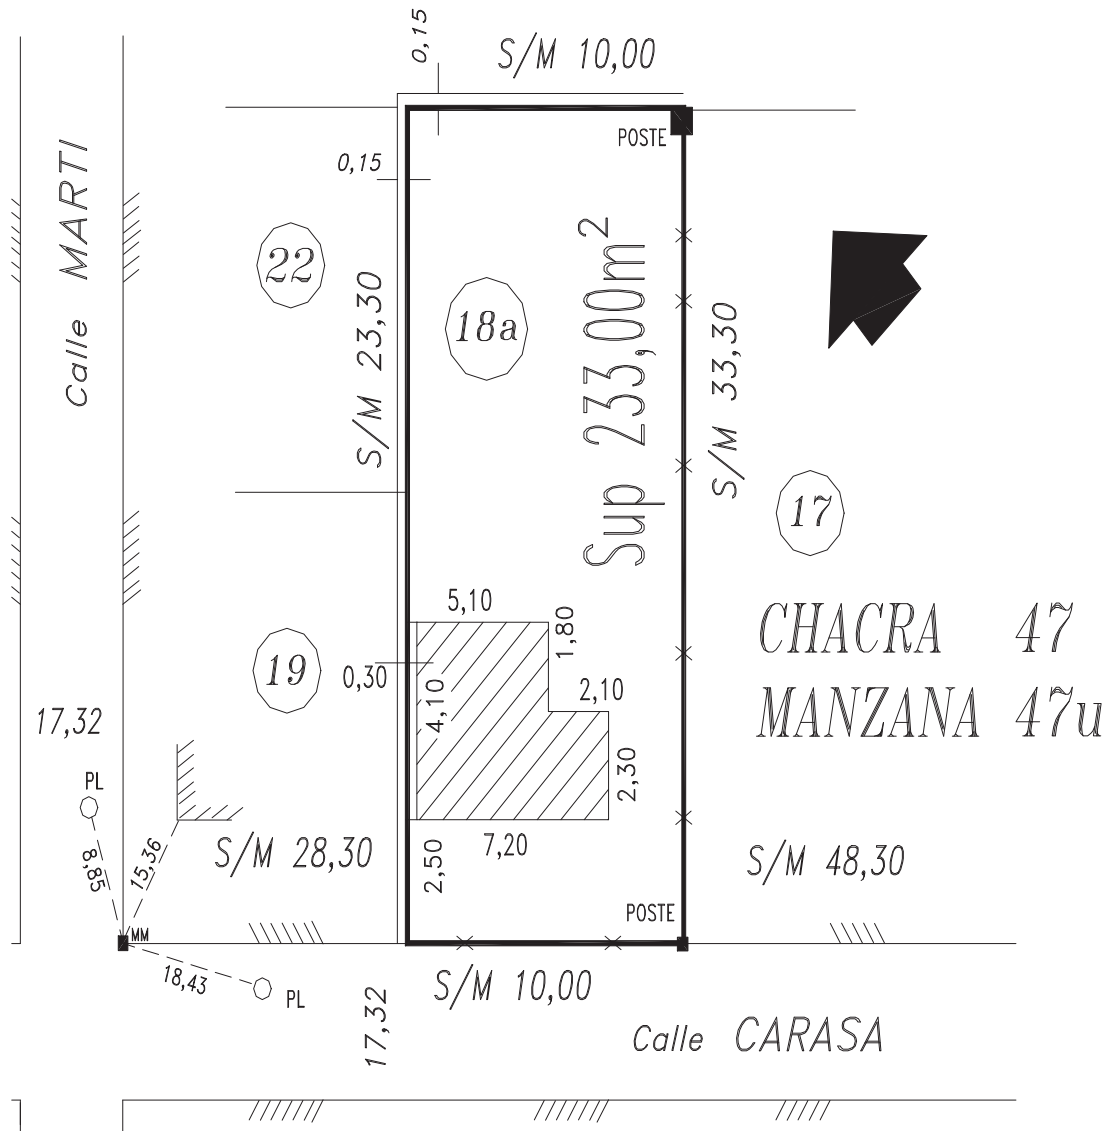 0,15
S/M 10,00
POSTE
Calle MARTI
0,15
22
S/M 23,30
18a
Sup 233,00m²
S/M 33,30
17
CHACRA 47
MANZANA 47u
5,10
1,80
19
0,30
4,10
2,10
17,32
2,30
PL
8,85
15,36
S/M 28,30
2,50
7,20
S/M 48,30
POSTE
MM
18,43
PL
17,32
S/M 10,00
Calle CARASA